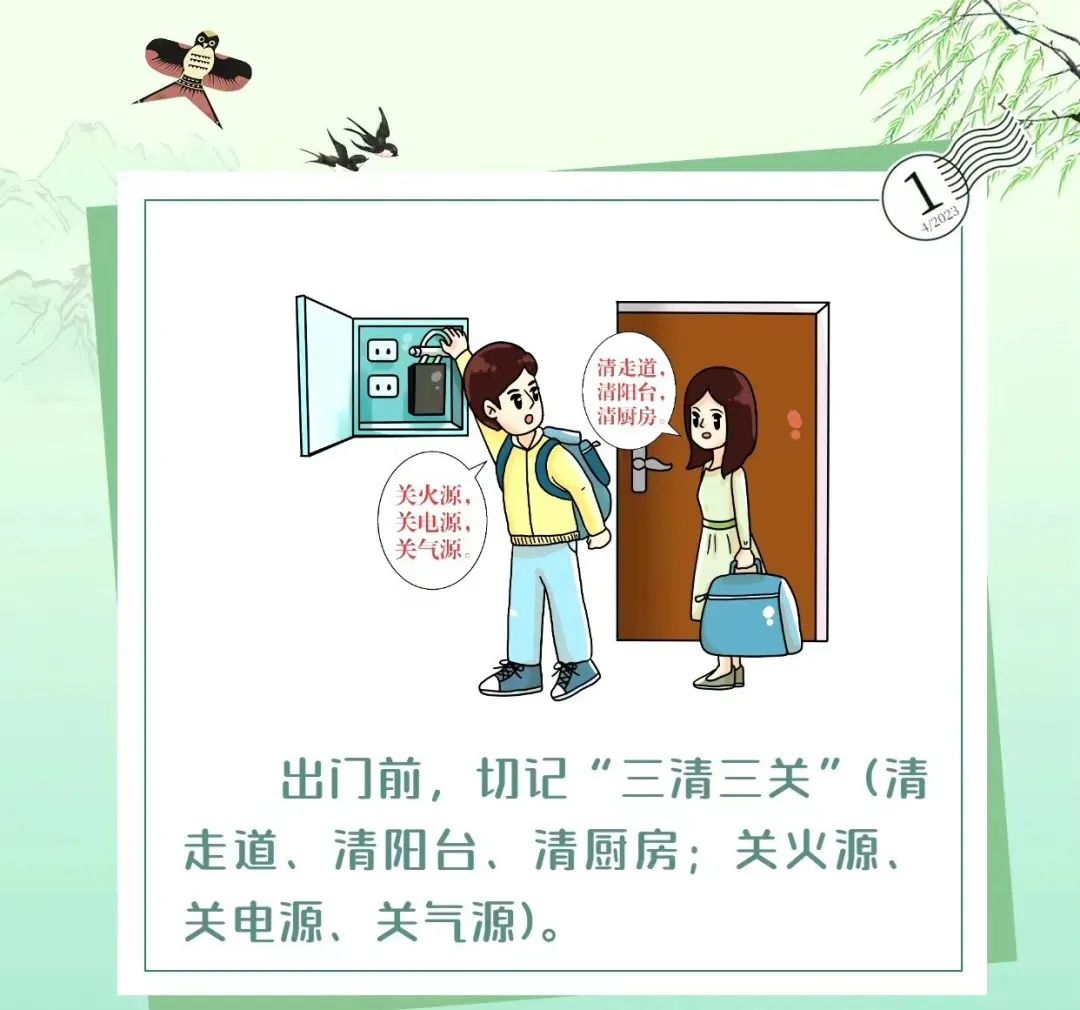 1
4/2023
清走道，
清阳台，
清厨房。
关火源，
关电源，
关气源。
出门前，切记“三清三关”（清
走道、清阳台、清厨房；关火源、
关电源、关气源）。